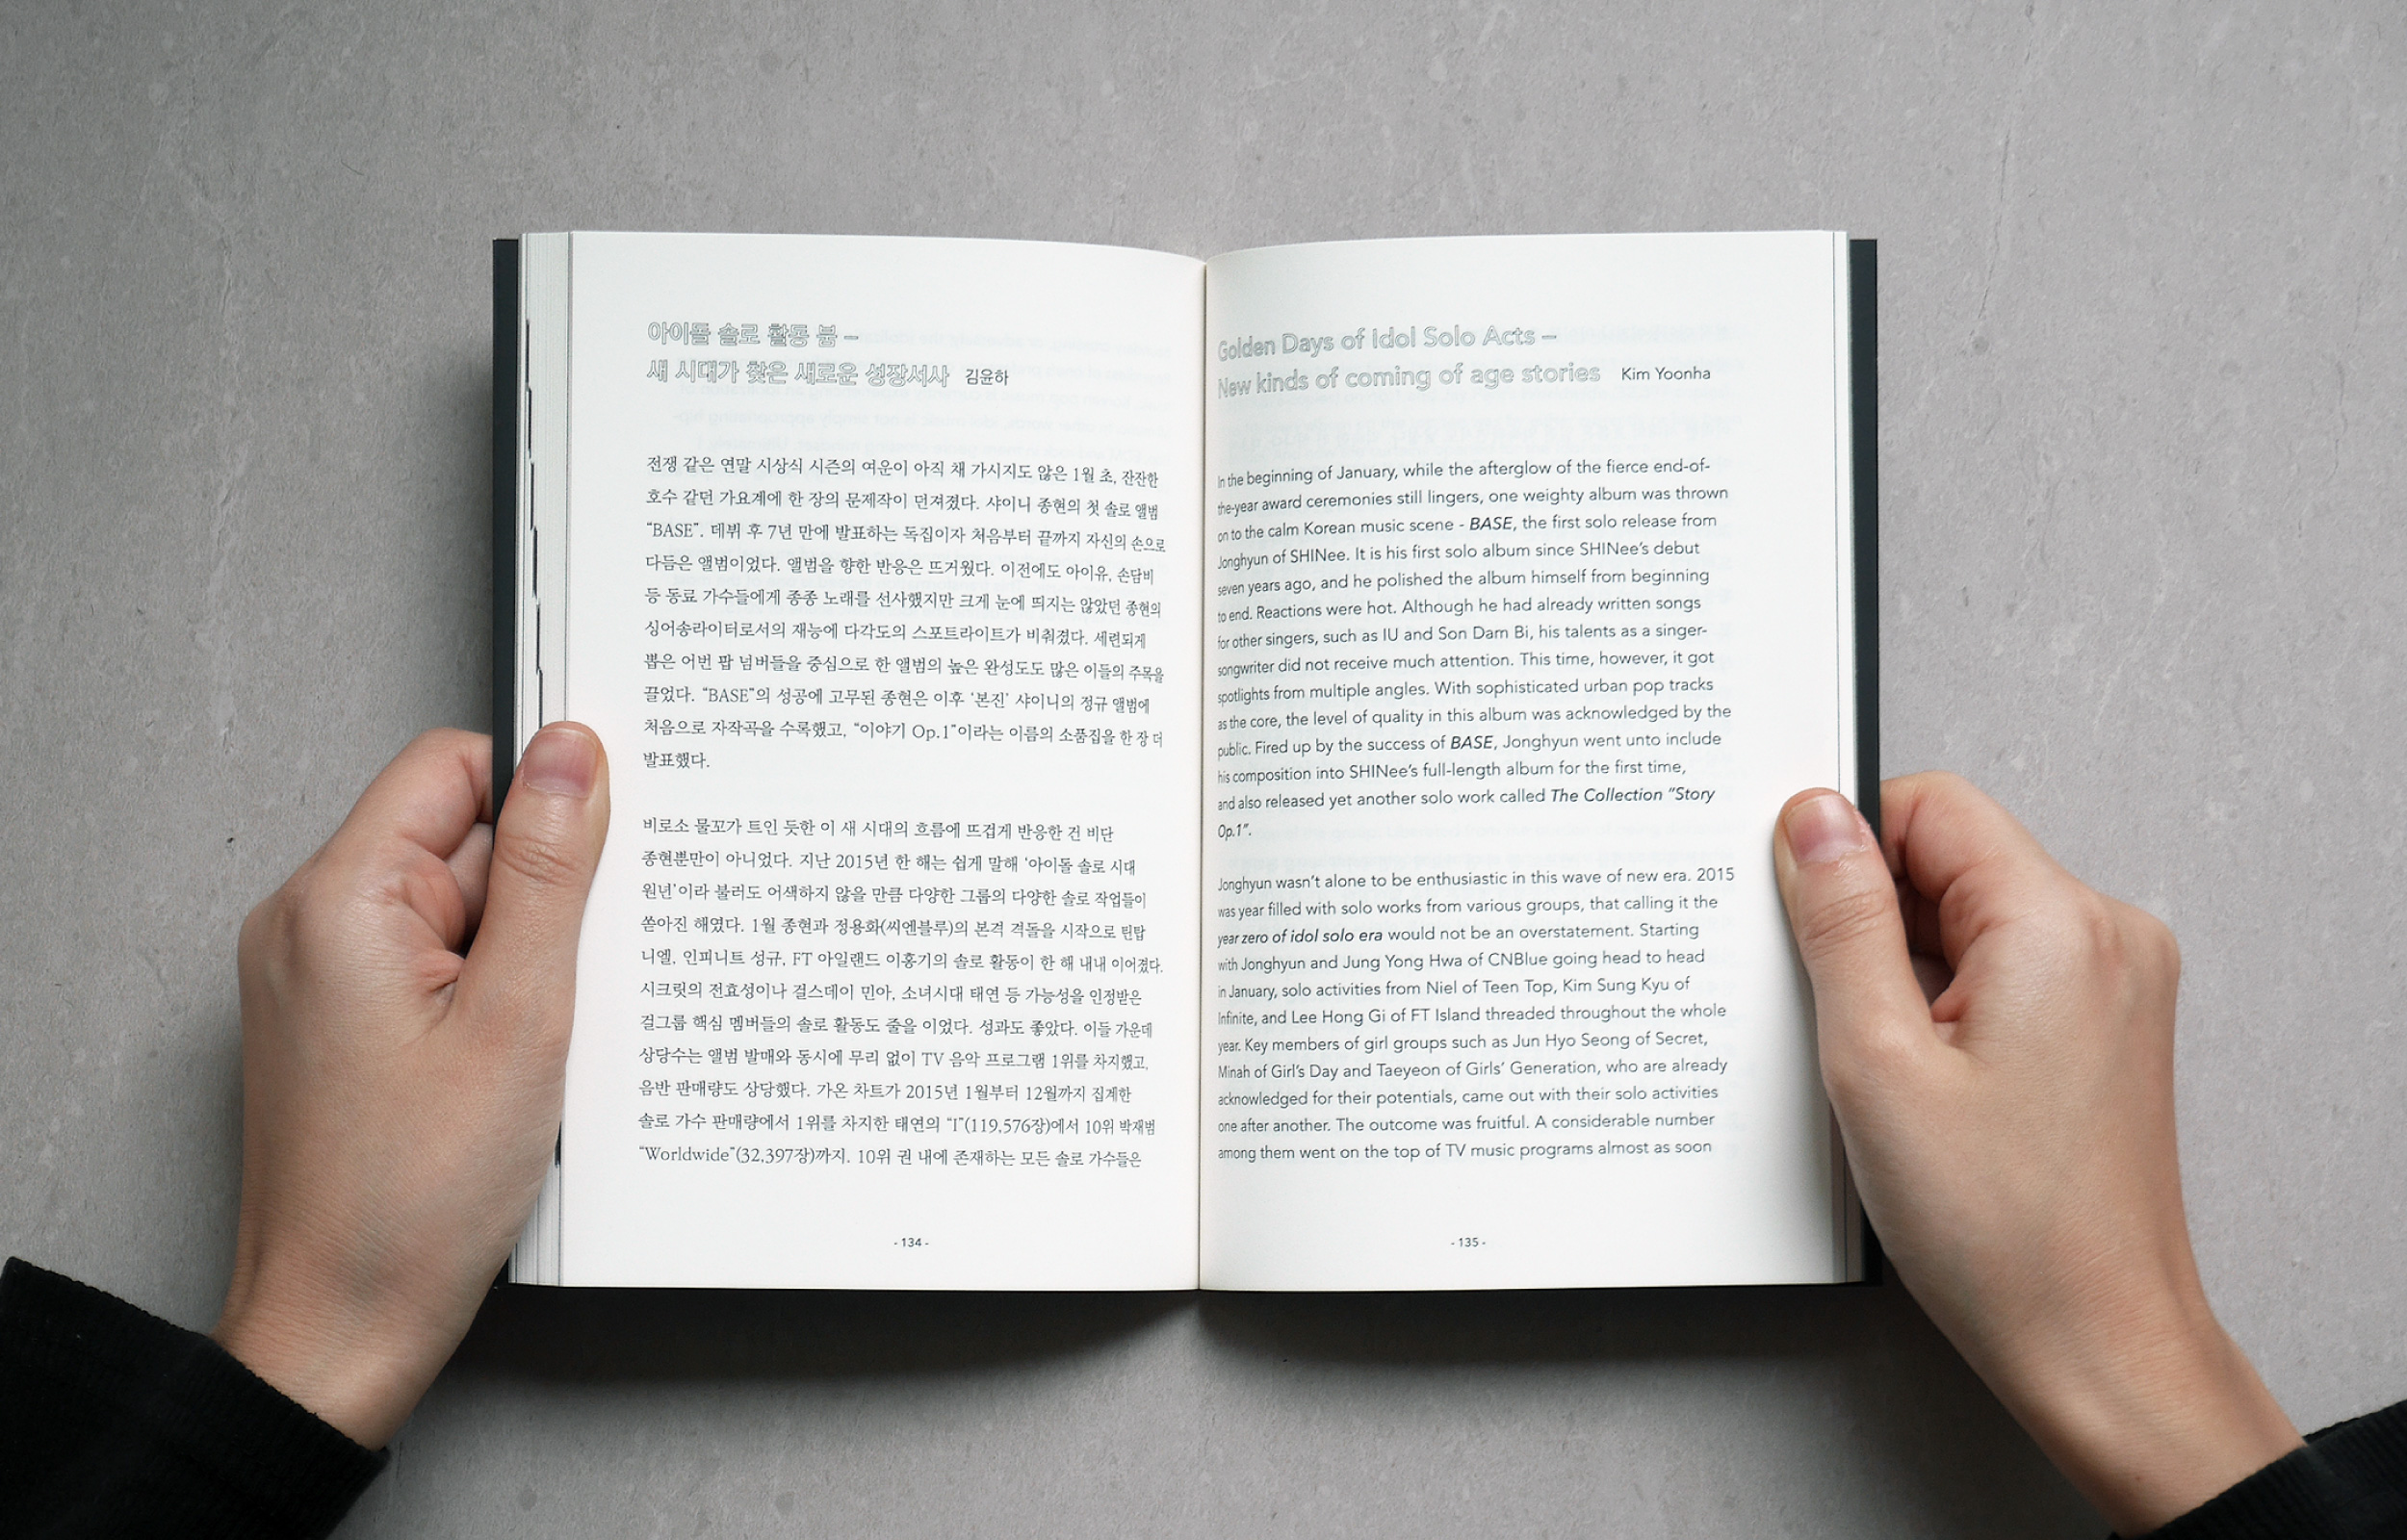 아이돌 솔로 활동 붐 –
새 시대가 찾은 새로운 성장서사 김윤하
전쟁 같은 연말 시상식 시즌의 여운이 아직 채 가시지도 않은 1월 초, 잔잔한
호수 같던 가요계에 한 장의 문제작이 던져졌다. 샤이니 종현의 첫 솔로 앨범
“BASE”. 데뷔 후 7년 만에 발표하는 독집이자 처음부터 끝까지 자신의 손으로
다듬은 앨범이었다. 앨범을 향한 반응은 뜨거웠다. 이전에도 아이유, 손담비
등 동료 가수들에게 종종 노래를 선사했지만 크게 눈에 띄지는 않았던 종현의
싱어송라이터로서의 재능에 다각도의 스포트라이트가 비춰졌다. 세련되게
뽑은 어번 팝 넘버들을 중심으로 한 앨범의 높은 완성도도 많은 이들의 주목을
끌었다. “BASE”의 성공에 고무된 종현은 이후 ‘본진’ 샤이니의 정규 앨범에
처음으로 자작곡을 수록했고, “이야기 Op.1”이라는 이름의 소품집을 한 장 더
발표했다.
비로소 물꼬가 트인 듯한 이 새 시대의 흐름에 뜨겁게 반응한 건 비단
종현뿐만이 아니었다. 지난 2015년 한 해는 쉽게 말해 ‘아이돌 솔로 시대
원년’이라 불러도 어색하지 않을 만큼 다양한 그룹의 다양한 솔로 작업들이
쏟아진 해였다. 1월 종현과 정용화(씨엔블루)의 본격 격돌을 시작으로 틴탑
니엘, 인피니트 성규, FT 아일랜드 이홍기의 솔로 활동이 한 해 내내 이어졌다.
시크릿의 전효성이나 걸스데이 민아, 소녀시대 태연 등 가능성을 인정받은
걸그룹 핵심 멤버들의 솔로 활동도 줄을 이었다. 성과도 좋았다. 이들 가운데
상당수는 앨범 발매와 동시에 무리 없이 TV 음악 프로그램 1위를 차지했고,
음반 판매량도 상당했다. 가온 차트가 2015년 1월부터 12월까지 집계한
솔로 가수 판매량에서 1위를 차지한 태연의 “I”(119,576장)에서 10위 박재범
“Worldwide”(32,397장)까지. 10위 권 내에 존재하는 모든 솔로 가수들은
- 134 -
Golden Days of Idol Solo Acts –
New kinds of coming of age stories Kim Yoonha
In the beginning of January, while the afterglow of the fierce end-of-
the-year award ceremonies still lingers, one weighty album was thrown
on to the calm Korean music scene - BASE, the first solo release from
Jonghyun of SHINee. It is his first solo album since SHINee’s debut
seven years ago, and he polished the album himself from beginning
to end. Reactions were hot. Although he had already written songs
for other singers, such as IU and Son Dam Bi, his talents as a singer-
songwriter did not receive much attention. This time, however, it got
spotlights from multiple angles. With sophisticated urban pop tracks
as the core, the level of quality in this album was acknowledged by the
public. Fired up by the success of BASE, Jonghyun went unto include
his composition into SHINee’s full-length album for the first time,
and also released yet another solo work called The Collection “Story
Op.1”.
Jonghyun wasn’t alone to be enthusiastic in this wave of new era. 2015
was year filled with solo works from various groups, that calling it the
year zero of idol solo era would not be an overstatement. Starting
with Jonghyun and Jung Yong Hwa of CNBlue going head to head
in January, solo activities from Niel of Teen Top, Kim Sung Kyu of
Infinite, and Lee Hong Gi of FT Island threaded throughout the whole
year. Key members of girl groups such as Jun Hyo Seong of Secret,
Minah of Girl’s Day and Taeyeon of Girls’ Generation, who are already
acknowledged for their potentials, came out with their solo activities
one after another. The outcome was fruitful. A considerable number
among them went on the top of TV music programs almost as soon
- 135 -